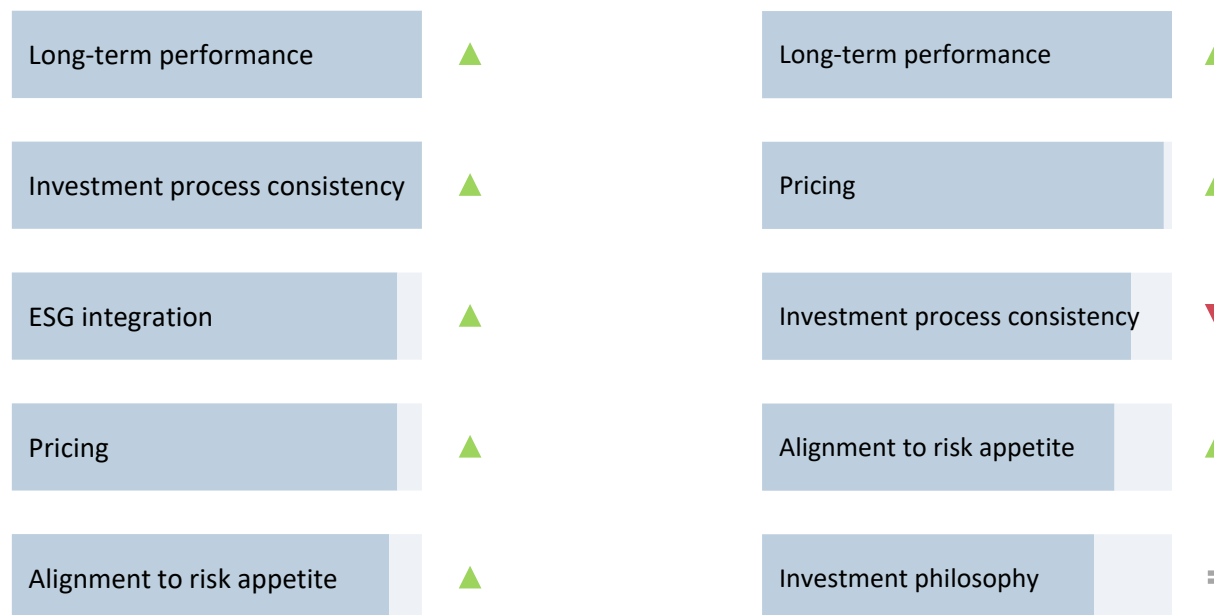 Long-term performance
Investment process consistency
ESG integration
Pricing
Alignment to risk appetite
Long-term performance
Pricing
Investment process consistency
Alignment to risk appetite
Investment philosophy